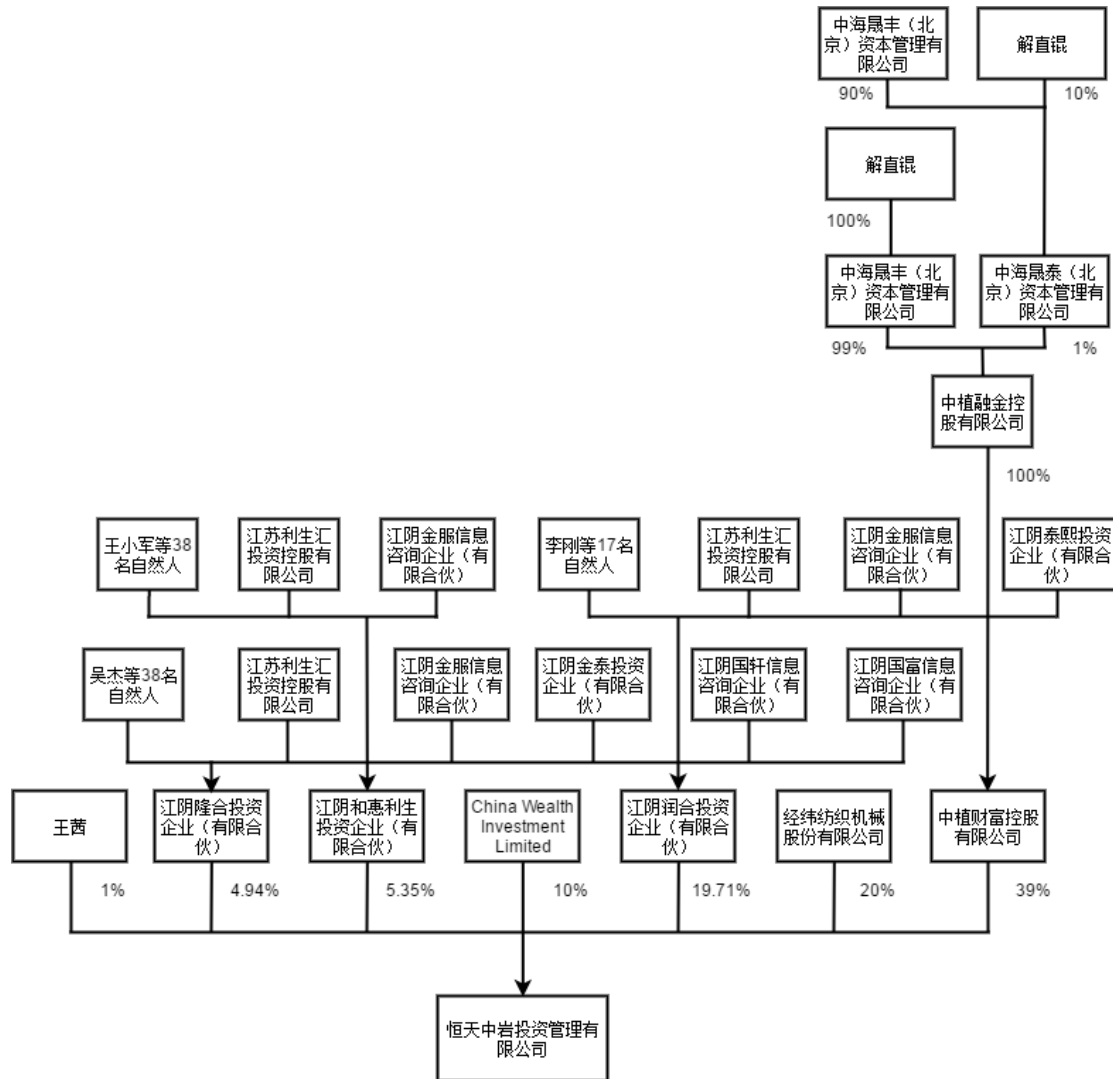 中海晟丰（北
京）资本管理有
限公司
解直锟
90%
10%
解直锟
100%
中海晟丰（北
京）资本管理有
限公司
中海晟泰（北
京）资本管理有
限公司
99%
1%
中植融金控
股有限公司
100%
王小军等38
名自然人
江苏利生汇
投资控股有
限公司
江阴金服信息
咨询企业（有
限合伙）
李刚等17名
自然人
江苏利生汇
投资控股有
限公司
江阴金服信息
咨询企业（有
限合伙）
江阴泰熙投资
企业（有限合
伙）
吴杰等38名
自然人
江苏利生汇
投资控股有
限公司
江阴金服信息
咨询企业（有
限合伙）
江阴金泰投资
企业（有限合
伙）
江阴国轩信息
咨询企业（有
限合伙）
江阴国富信息
咨询企业（有
限合伙）
王茜
江阴隆合投资
企业（有限合
伙）
江阴和惠利生
投资企业（有
限合伙）
China Wealth
Investment
Limited
江阴润合投资
企业（有限合
伙）
经纬纺织机械
股份有限公司
中植财富控股
有限公司
1%
4.94%
5.35%
10%
19.71%
20%
39%
恒天中岩投资管理有
限公司